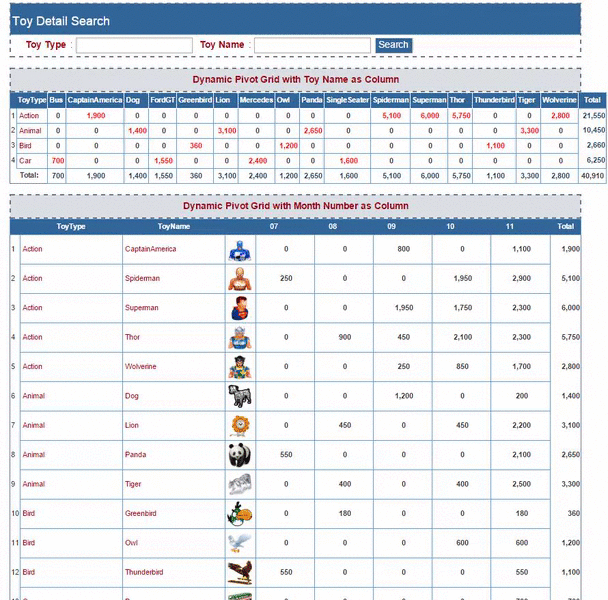 Toy Detail Search
Toy Type : Toy Name : Search
Dynamic Pivot Grid with Toy Name as Column
ToyType Bus CaptainAmerica Dog FordGT Greenbird Lion Mercedes Owl Panda SingleSeater Spiderman Superman Thor Thunderbird Tiger Wolverine Total
1 Action 0 1,900 0 0 0 0 0 0 0 0 5,100 6,000 5,750 0 0 2,800 21,550
2 Animal 0 0 1,400 0 0 3,100 0 0 2,650 0 0 0 0 0 3,300 0 10,450
3 Bird 0 0 0 0 360 0 0 1,200 0 0 0 0 0 1,100 0 0 2,660
4 Car 700 0 0 1,550 0 0 2,400 0 0 1,600 0 0 0 0 0 0 6,250
Total: 700 1,900 1,400 1,550 360 3,100 2,400 1,200 2,650 1,600 5,100 6,000 5,750 1,100 3,300 2,800 40,910
Dynamic Pivot Grid with Month Number as Column
ToyType ToyName 07 08 09 10 11 Total
1 Action CaptainAmerica 0 0 800 0 1,100 1,900
2 Action Spiderman 250 0 0 1,950 2,900 5,100
3 Action Superman 0 0 1,950 1,750 2,300 6,000
4 Action Thor 0 900 450 2,100 2,300 5,750
5 Action Wolverine 0 0 250 850 1,700 2,800
6 Animal Dog 0 0 1,200 0 200 1,400
7 Animal Lion 0 450 0 450 2,200 3,100
8 Animal Panda 550 0 0 0 2,100 2,650
9 Animal Tiger 0 400 0 400 2,500 3,300
10 Bird Greenbird 0 180 0 0 180 360
11 Bird Owl 0 0 0 600 600 1,200
12 Bird Thunderbird 550 0 0 0 550 1,100